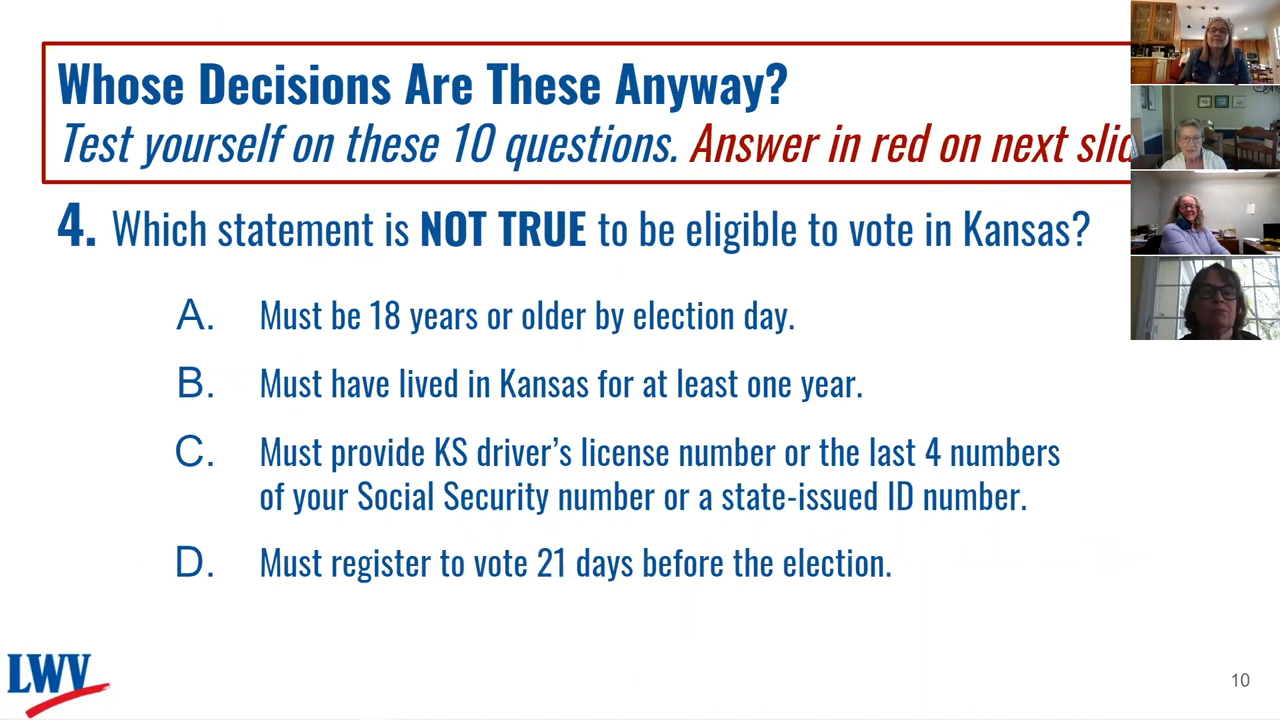 Whose Decisions Are These Anyway?
Test yourself on these 10 questions. Answer in red on next
4. Which statement is NOT TRUE to be eligible to vote in Kansas?
A. Must be 18 years or older by election day.
B. Must have lived in Kansas for at least one year.
C. Must provide KS driver's license number or the last 4 numbers
of your Social Security number or a state-issued ID number.
D. Must register to vote 21 days before the election.
LWV
10